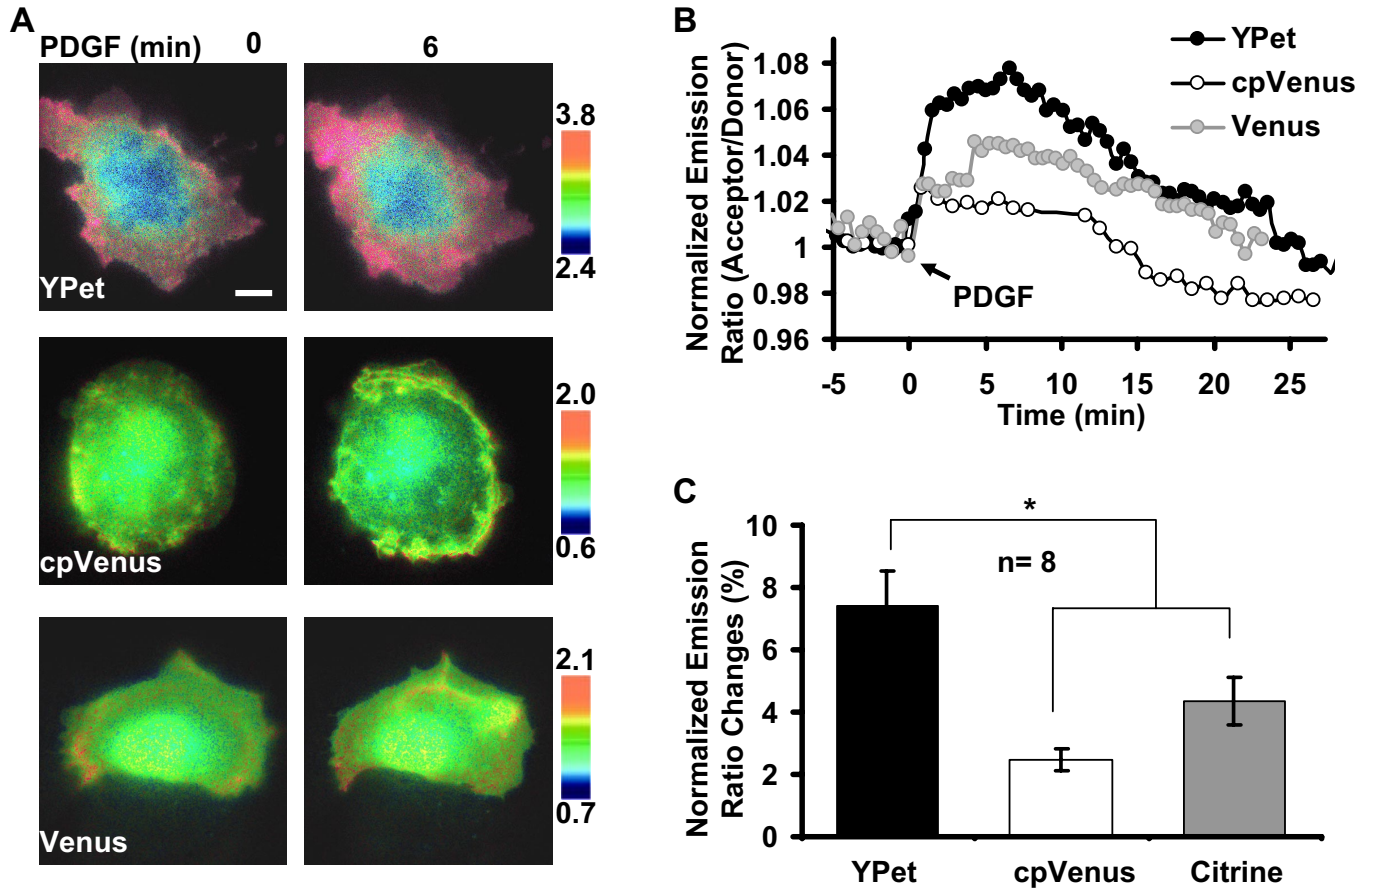 A
PDGF (min) 0 6
3.8
2.4
YPet
2.0
0.6
cpVenus
2.1
0.7
Venus
B
Normalized Emission
Ratio (Acceptor/Donor)
1.08
1.06
1.04
1.02
1
0.98
0.96
YPet
cpVenus
Venus
PDGF
-5 0 5 10 15 20 25
Time (min)
C
Normalized Emission
Ratio Changes (%)
10
8
6
4
2
0
*
n= 8
YPet cpVenus Citrine